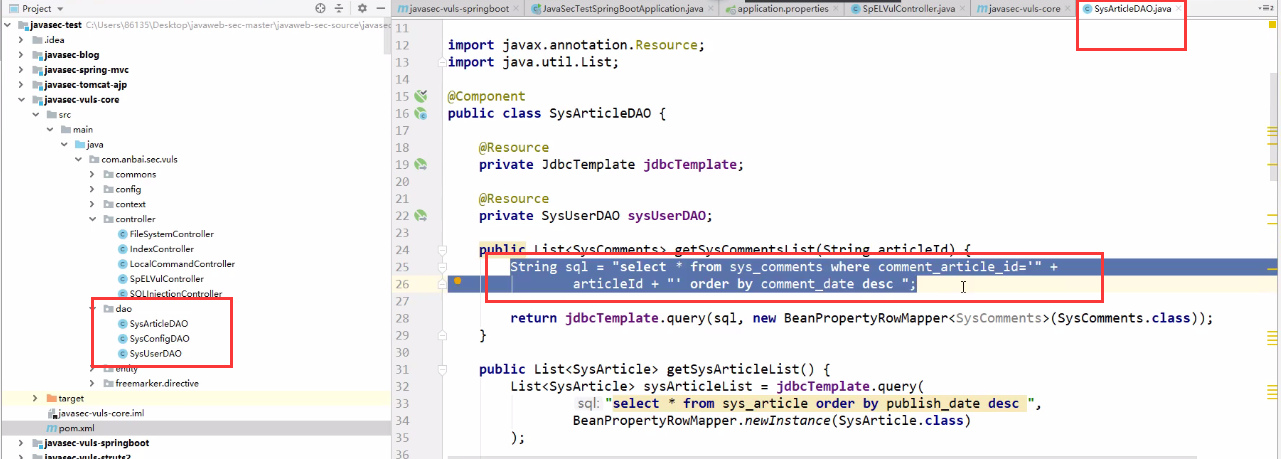 Project
javasec-vuls-springboot
JavaSecTestSpringBootApplication.java
application.properties
SpELVulController.java
javasec-vuls-core
SysArticleDAO.java
2
javasec-test C:\Users\86135\Desktop\javaweb-sec-master\javaweb-sec-source\javasec
.idea
javasec-blog
javasec-spring-mvc
javasec-tomcat-ajp
javasec-vuls-core
src
main
java
com.anbai.sec.vuls
commons
config
context
controller
FileSystemController
IndexController
LocalCommandController
SpELVulController
SQLInjectionController
dao
SysArticleDAO
SysConfigDAO
SysUserDAO
entity
freemarker.directive
target
javasec-vuls-core.iml
pom.xml
javasec-vuls-springboot
javasec-vuls-struts2
11
12 import javax.annotation.Resource;
13 import java.util.List;
14
15 @Component
16 public class SysArticleDAO {
17
18 @Resource
19 private JdbcTemplate jdbcTemplate;
20
21 @Resource
22 private SysUserDAO sysUserDAO;
23
24 public List<SysComments> getSysCommentsList(String articleId) {
25 String sql = "select * from sys_comments where comment_article_id='" +
26 articleId + "' order by comment_date desc ";
27
28 return jdbcTemplate.query(sql, new BeanPropertyRowMapper<SysComments>(SysComments.class));
29 }
30
31 public List<SysArticle> getSysArticleList() {
32 List<SysArticle> sysArticleList = jdbcTemplate.query(
33 sql: "select * from sys_article order by publish_date desc ",
34 BeanPropertyRowMapper.newInstance(SysArticle.class)
35 );
36